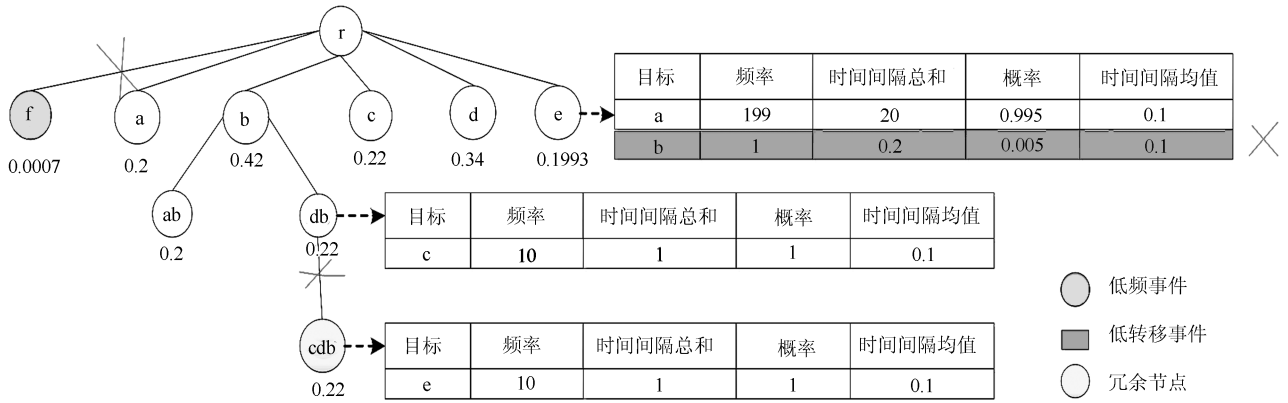 r
目标 频率 时间间隔总和 概率 时间间隔均值
f a b c d e a 199 20 0.995 0.1
b 1 0.2 0.005 0.1
0.0007 0.2 0.42 0.22 0.34 0.1993
ab db 目标 频率 时间间隔总和 概率 时间间隔均值
0.2 0.22 c 10 1 1 0.1
低频事件
低转移事件
cdb 目标 频率 时间间隔总和 概率 时间间隔均值
0.22 e 10 1 1 0.1
冗余节点